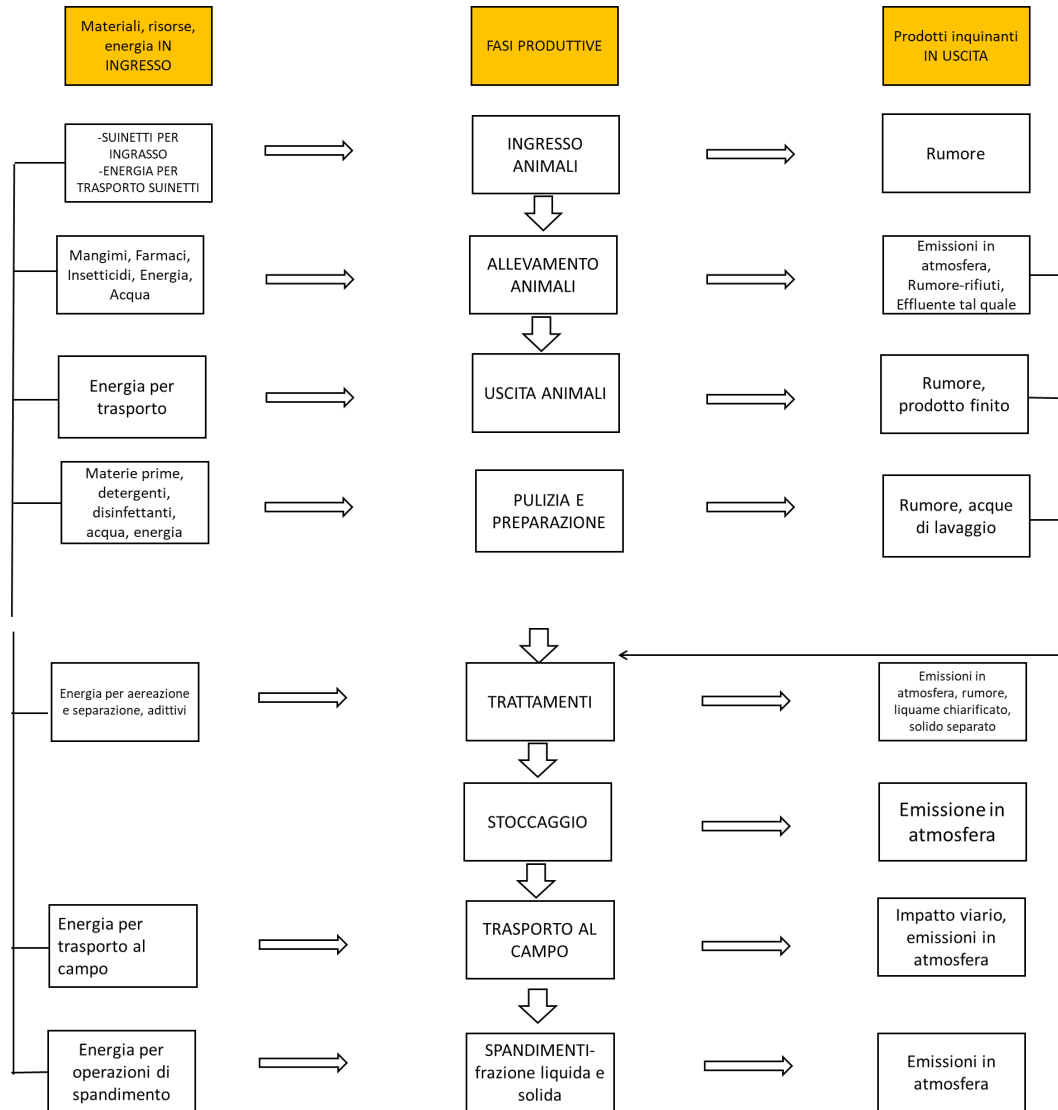 Materiali, risorse,
energia IN
INGRESSO
FASI PRODUTTIVE
Prodotti inquinanti
IN USCITA
-SUINETTI PER
INGRASSO
-ENERGIA PER
TRASPORTO SUINETTI
INGRESSO
ANIMALI
Rumore
Mangimi, Farmaci,
Insetticidi, Energia,
Acqua
ALLEVAMENTO
ANIMALI
Emissioni in
atmosfera,
Rumore-rifiuti,
Effluente tal quale
Energia per
trasporto
USCITA ANIMALI
Rumore,
prodotto finito
Materie prime,
detergenti,
disinfettanti,
acqua, energia
PULIZIA E
PREPARAZIONE
Rumore, acque
di lavaggio
Energia per aereazione
e separazione, adittivi
TRATTAMENTI
Emissioni in
atmosfera, rumore,
liquame chiarificato,
solido separato
STOCCAGGIO
Emissione in
atmosfera
Energia per
trasporto al
campo
TRASPORTO AL
CAMPO
Impatto viario,
emissioni in
atmosfera
Energia per
operazioni di
spandimento
SPANDIMENTI-
frazione liquida e
solida
Emissioni in
atmosfera